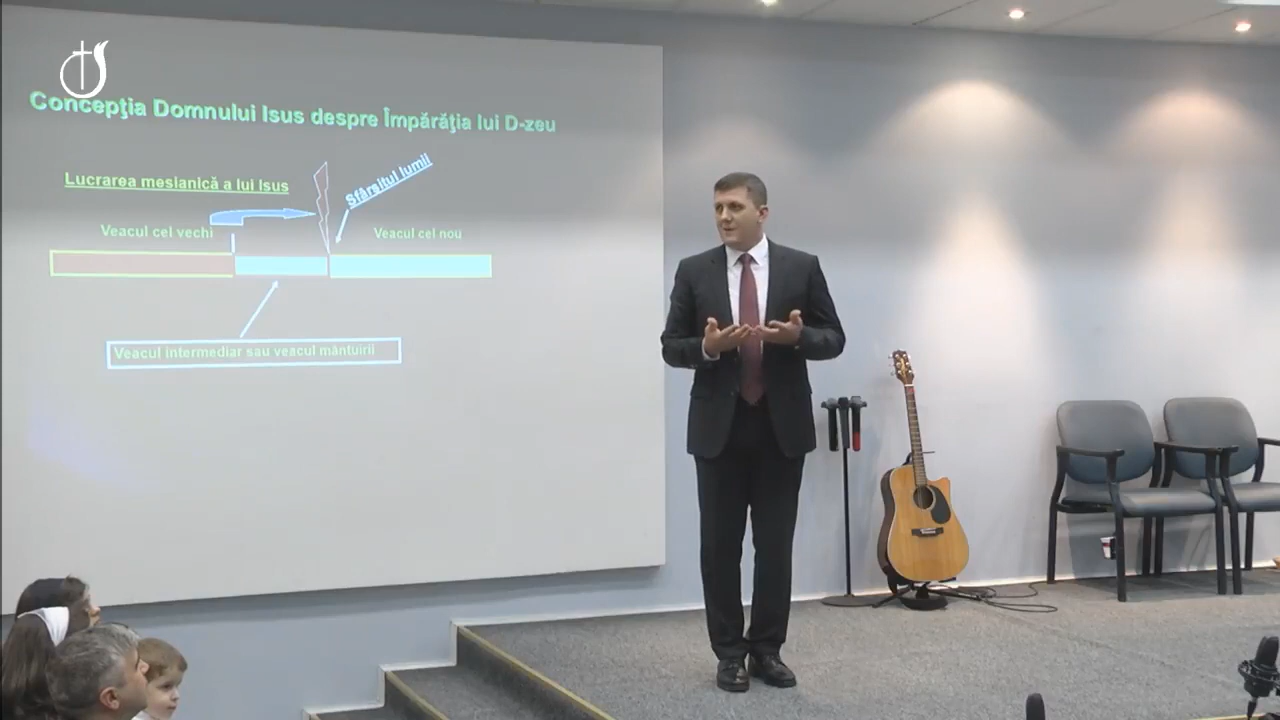 Concepţia Domnului Isus despre Împărăţia lui D-zeu
Lucrarea mesianică a lui Isus
Sfârşitul lumii
Veacul cel vechi
Veacul cel nou
Veacul intermediar sau veacul mântuirii